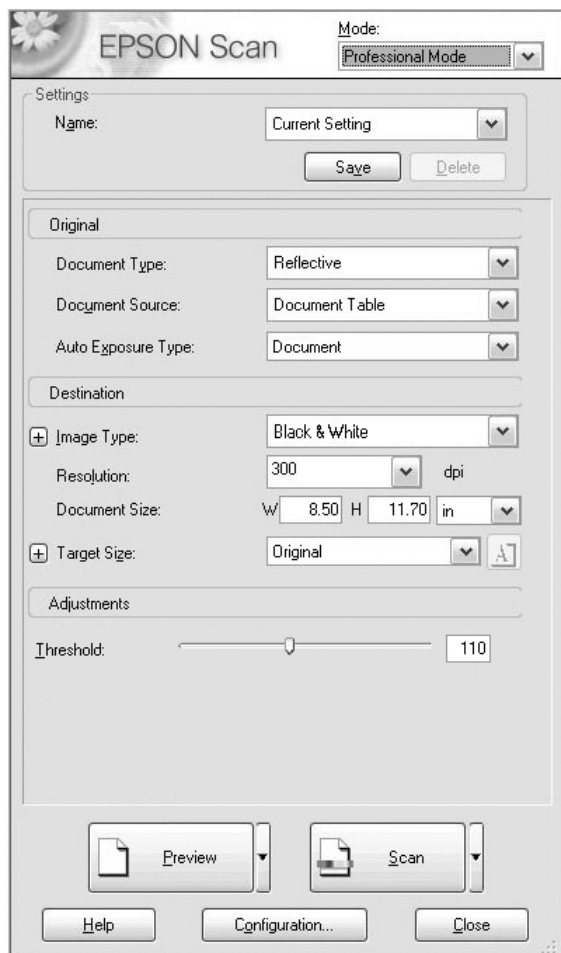 EPSON Scan
Mode:
Professional Mode
Settings
Name: Current Setting
Save Delete
Original
Document Type: Reflective
Document Source: Document Table
Auto Exposure Type: Document
Destination
Image Type: Black & White
Resolution: 300 dpi
Document Size: W 8.50 H 11.70 in
Target Size: Original A
Adjustments
Threshold: 110
Preview Scan
Help Configuration... Close